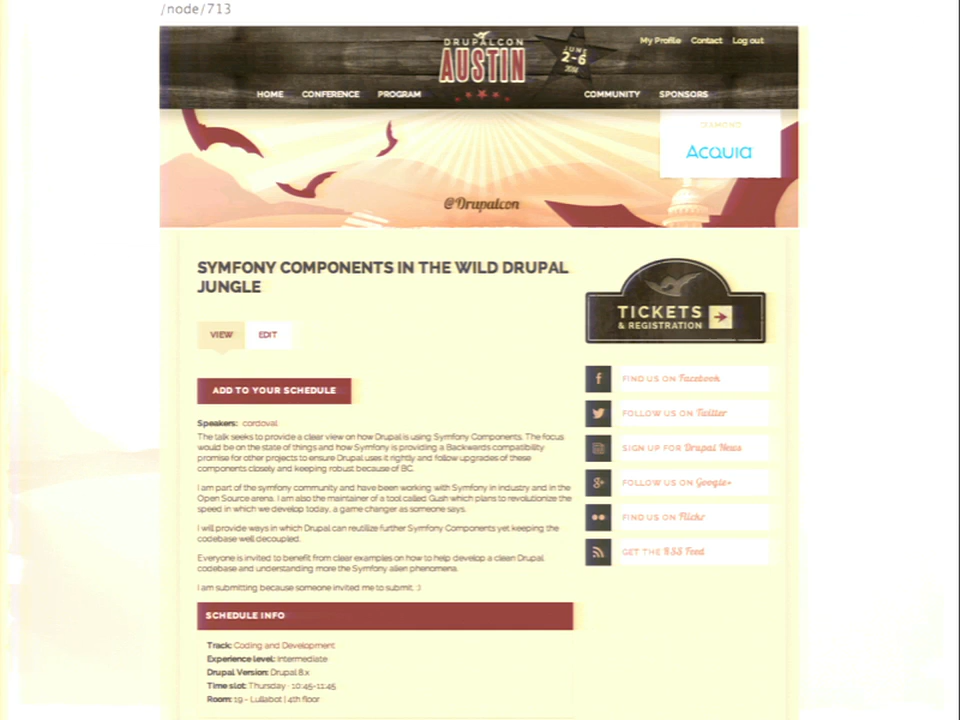 /node/713
My Profile Contact Log out
DRUPALCON
AUSTIN
JUNE
2-6
2014
HOME CONFERENCE PROGRAM COMMUNITY SPONSORS
DIAMOND
Acquia
@Drupalcon
SYMFONY COMPONENTS IN THE WILD DRUPAL
JUNGLE
VIEW EDIT
ADD TO YOUR SCHEDULE
Speakers: cordoval
The talk seeks to provide a clear view on how Drupal is using Symfony Components. The focus
would be on the state of things and how Symfony is providing a Backwards compatibility
promise for other projects to ensure Drupal uses it rightly and follow upgrades of these
components closely and keeping robust because of BC.
I am part of the symfony community and have been working with Symfony in industry and in the
Open Source arena. I am also the maintainer of a tool called Gush which plans to revolutionize the
speed in which we develop today, a game changer as someone says.
I will provide ways in which Drupal can reutilize further Symfony Components yet keeping the
codebase well decoupled.
Everyone is invited to benefit from clear examples on how to help develop a clean Drupal
codebase and understanding more the Symfony alien phenomena.
I am submitting because someone invited me to submit. :)
SCHEDULE INFO
Track: Coding and Development
Experience level: Intermediate
Drupal Version: Drupal 8.x
Time slot: Thursday · 10:45-11:45
Room: 19 - Lullabot | 4th floor
TICKETS
& REGISTRATION
f FIND US ON Facebook
FOLLOW US ON Twitter
SIGN UP FOR Drupal News
g+ FOLLOW US ON Google+
FIND US ON Flickr
GET THE RSS Feed